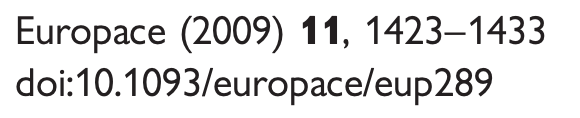 Europace (2009) 11, 1423–1433
doi:10.1093/europace/eup289